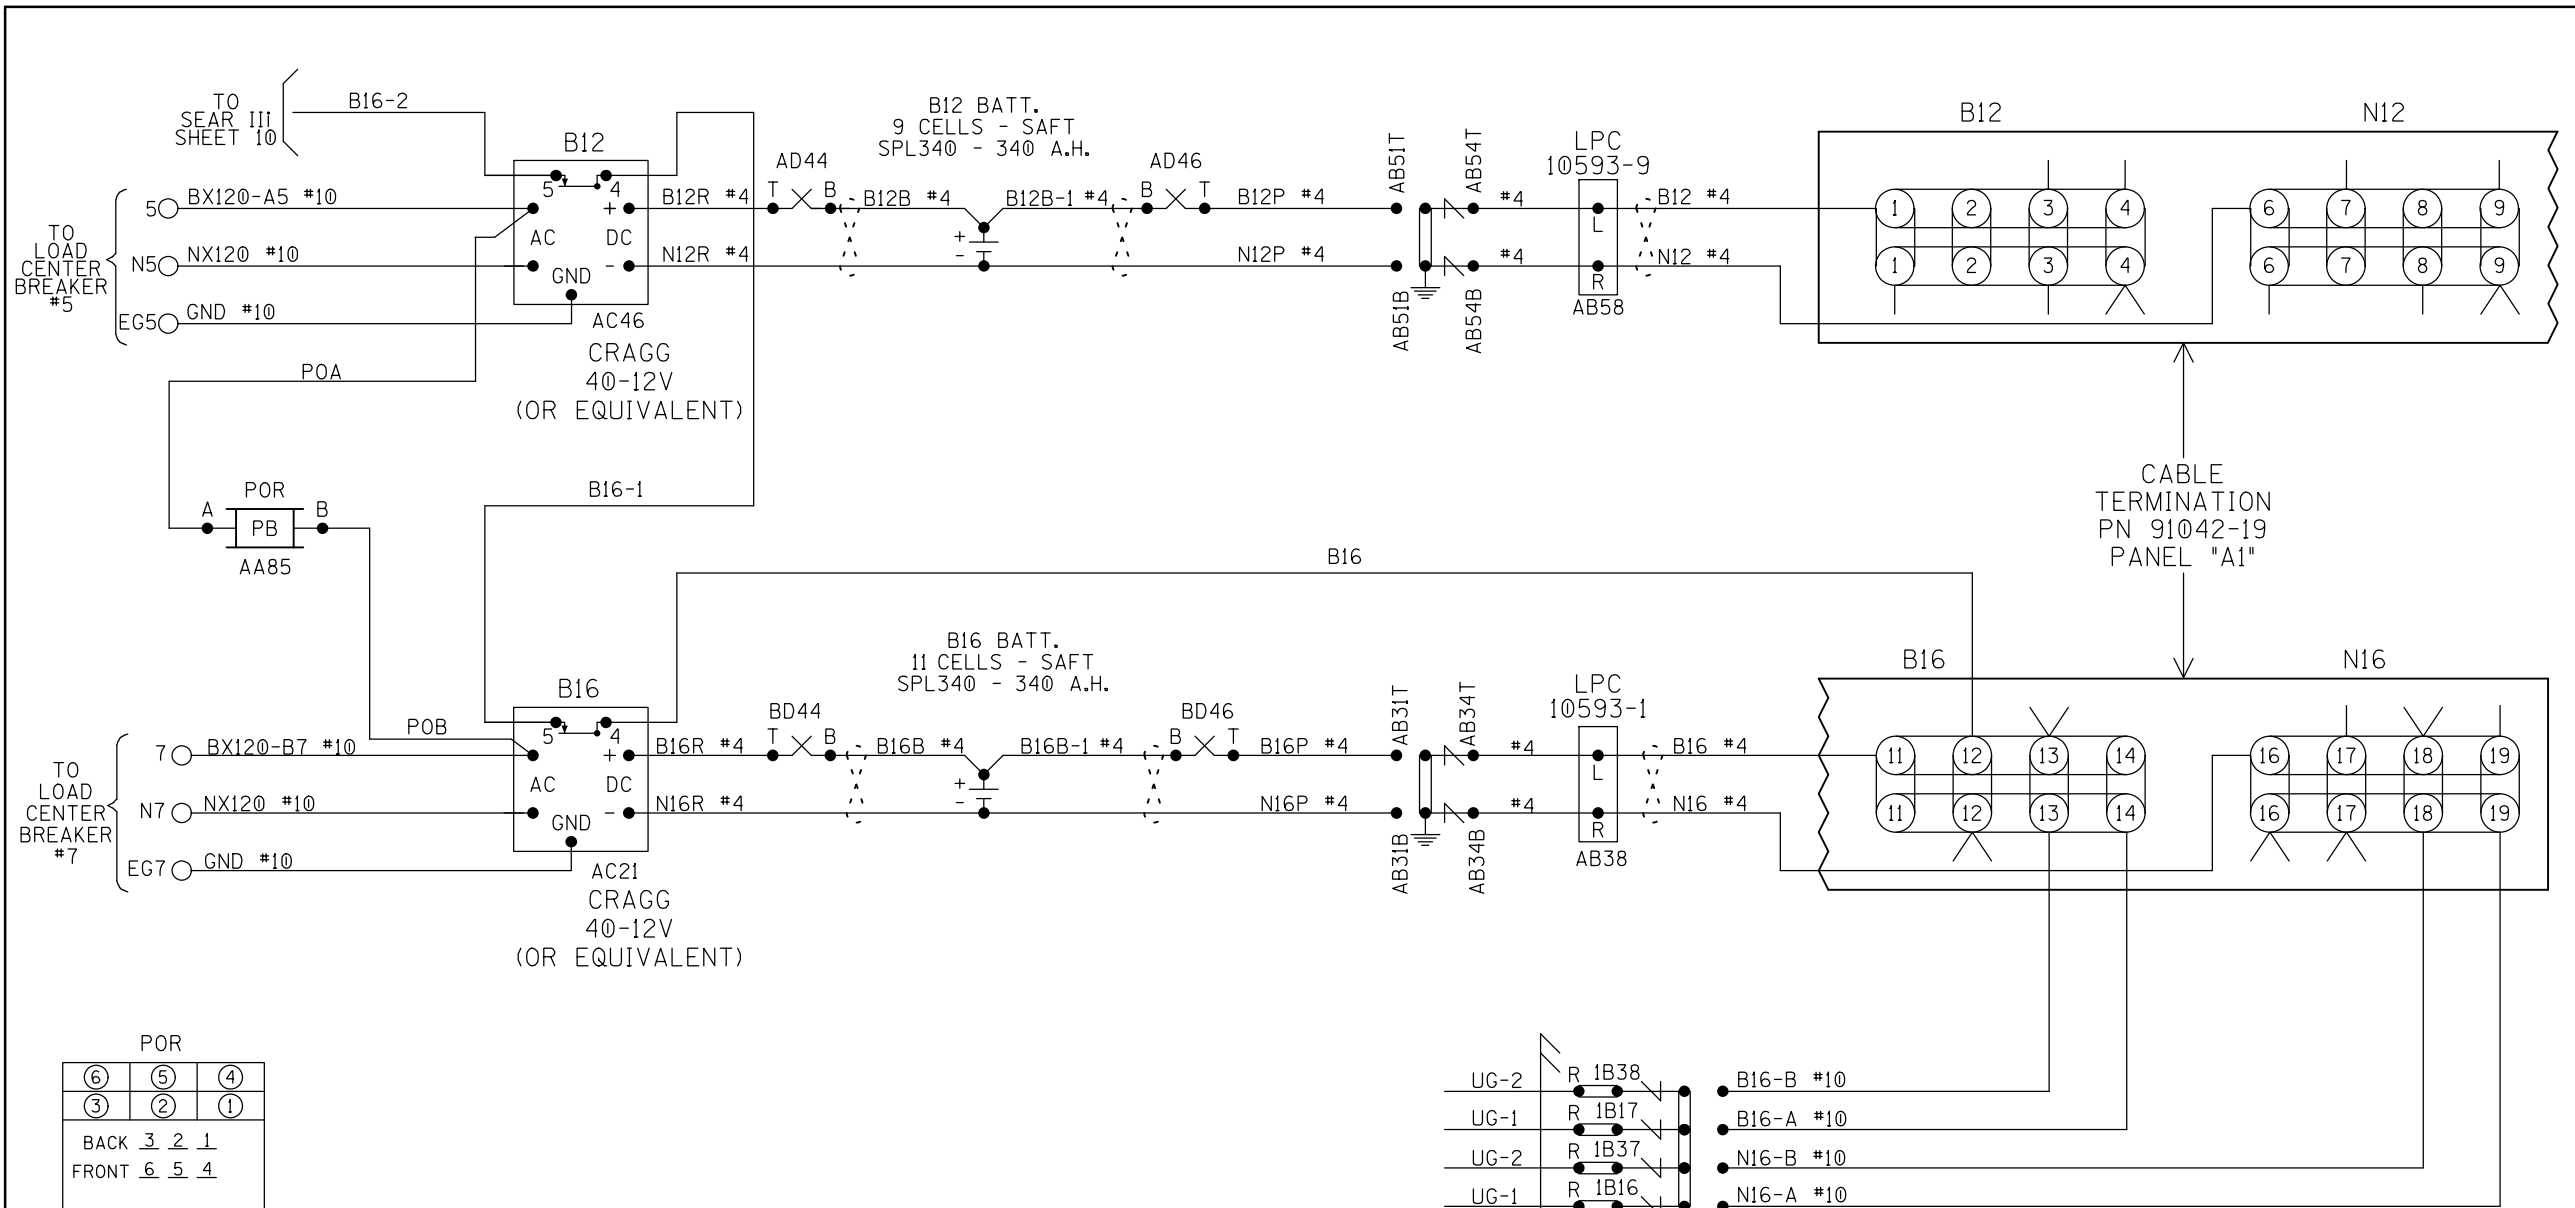 TO
SEAR III
SHEET 10
B16-2
B12
5
4
TO
LOAD
CENTER
BREAKER
#5
5
BX120-A5 #10
N5
NX120 #10
EG5
GND #10
AC
DC
+
-
GND
AC46
CRAGG
40-12V
(OR EQUIVALENT)
B12R #4
N12R #4
AD44
T
B
B12B #4
B12 BATT.
9 CELLS - SAFT
SPL340 - 340 A.H.
+
-
B12B-1 #4
AD46
B
T
B12P #4
N12P #4
AB51T
AB51B
AB54T
AB54B
#4
#4
LPC
10593-9
L
R
AB58
B12 #4
N12 #4
B12
N12
1
2
3
4
6
7
8
9
1
2
3
4
6
7
8
9
POA
POR
A
PB
B
AA85
B16-1
B16
CABLE
TERMINATION
PN 91042-19
PANEL "A1"
POB
B16
5
4
TO
LOAD
CENTER
BREAKER
#7
7
BX120-B7 #10
N7
NX120 #10
EG7
GND #10
AC
DC
+
-
GND
AC21
CRAGG
40-12V
(OR EQUIVALENT)
B16R #4
N16R #4
BD44
T
B
B16B #4
B16 BATT.
11 CELLS - SAFT
SPL340 - 340 A.H.
+
-
B16B-1 #4
BD46
B
T
B16P #4
N16P #4
AB31T
AB31B
AB34T
AB34B
#4
#4
LPC
10593-1
L
R
AB38
B16 #4
N16 #4
B16
N16
11
12
13
14
16
17
18
19
11
12
13
14
16
17
18
19
POR
6 5 4
3 2 1
BACK 3 2 1
FRONT 6 5 4
UG-2 R 1B38 B16-B #10
UG-1 R 1B17 B16-A #10
UG-2 R 1B37 N16-B #10
UG-1 R 1B16 N16-A #10